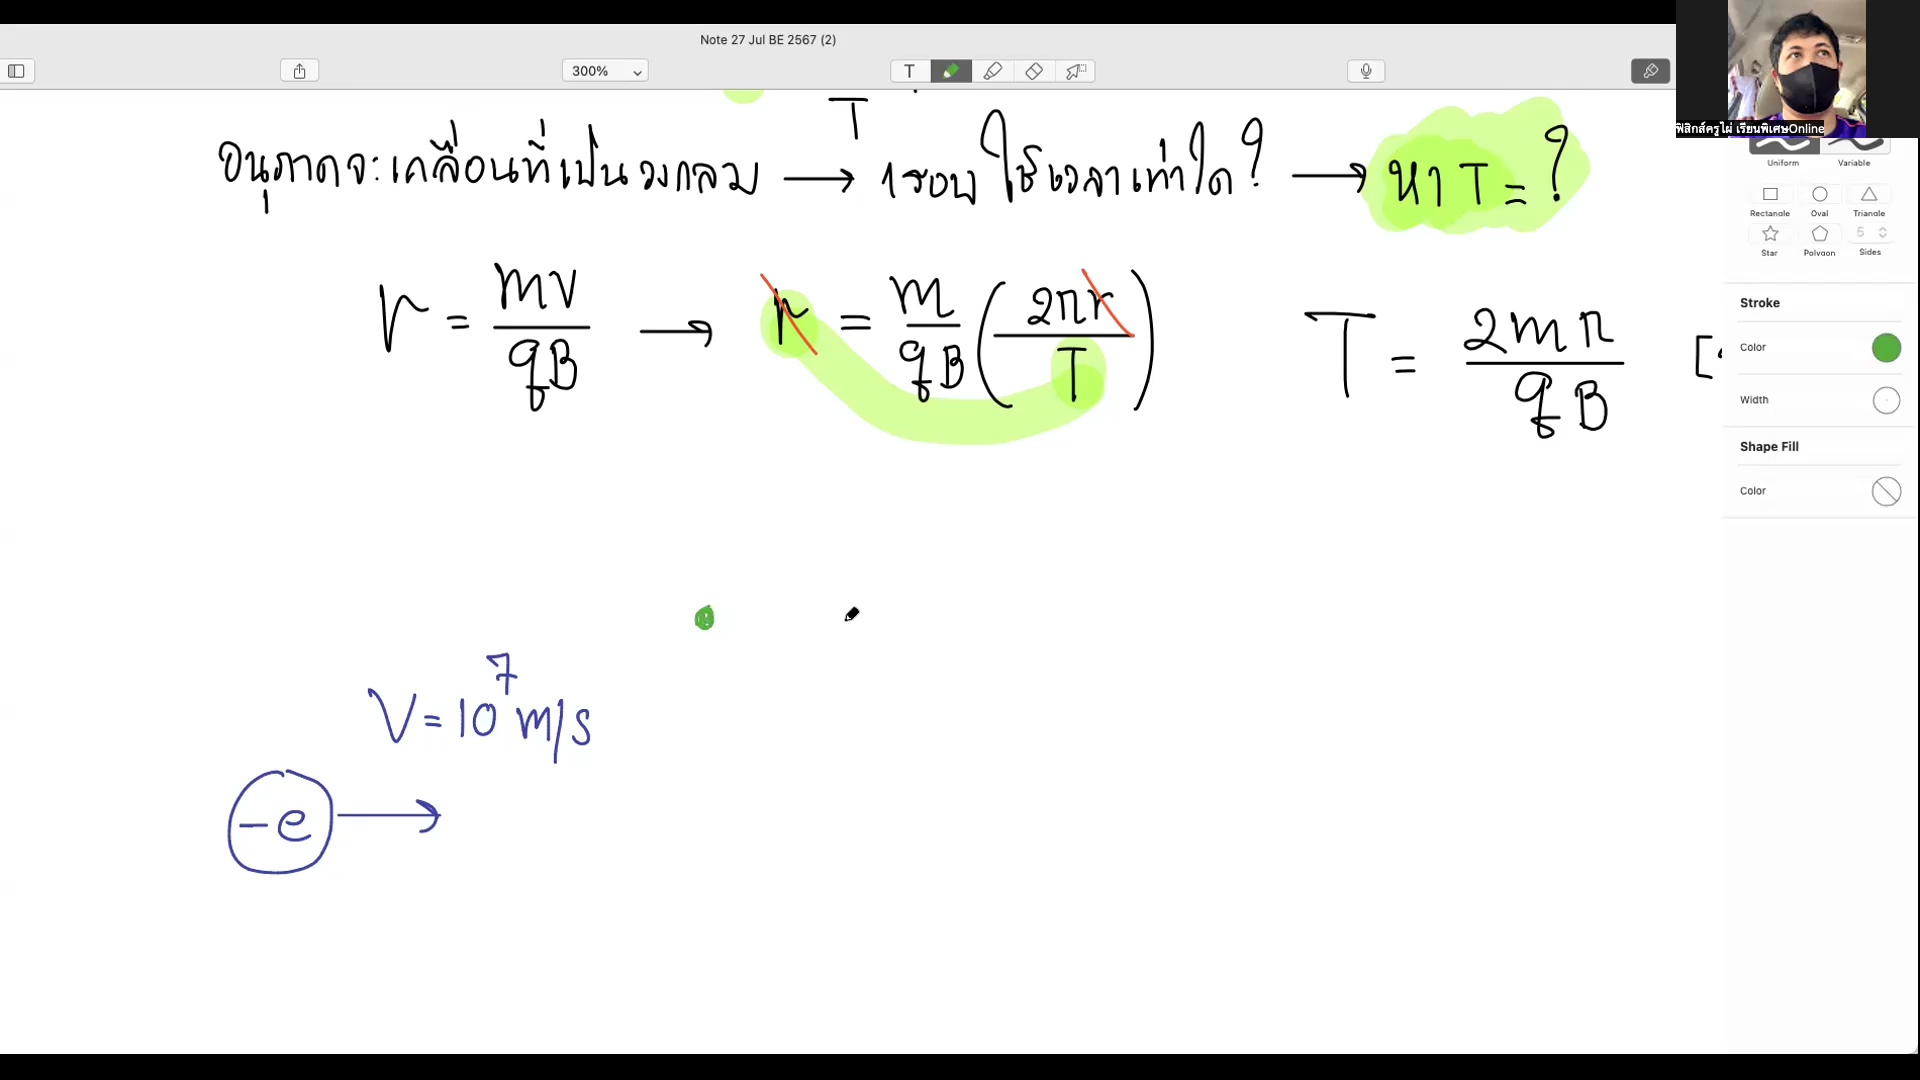 Note 27 Jul BE 2567 (2)
300%
T
ฟิสิกส์ครูไผ่ เรียนพิเศษOnline
Uniform
Variable
Rectangle
Oval
Triangle
Star
Polygon
5
Sides
Stroke
Color
Width
Shape Fill
Color
T
อนุภาคจะเคลื่อนที่เป็นวงกลม → 1 รอบ ใช้เวลาเท่าใด? → หา T = ?
r = mv/qB → r = m/qB (2πr/T) T = 2mπ/qB [
V = 10⁷ m/s
-e →